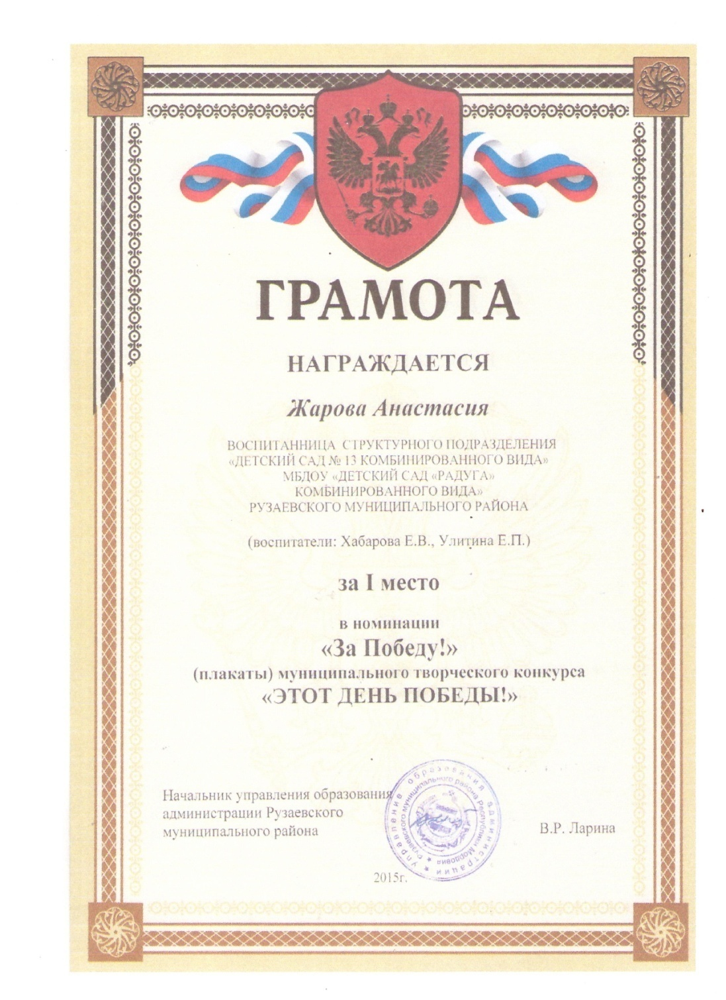 ГРАМОТА
НАГРАЖДАЕТСЯ
Жарова Анастасия
ВОСПИТАННИЦА СТРУКТУРНОГО ПОДРАЗДЕЛЕНИЯ
«ДЕТСКИЙ САД № 13 КОМБИНИРОВАННОГО ВИДА»
МБДОУ «ДЕТСКИЙ САД «РАДУГА»
КОМБИНИРОВАННОГО ВИДА»
РУЗАЕВСКОГО МУНИЦИПАЛЬНОГО РАЙОНА
(воспитатели: Хабарова Е.В., Улитина Е.П.)
за I место
в номинации
«За Победу!»
(плакаты) муниципального творческого конкурса
«ЭТОТ ДЕНЬ ПОБЕДЫ!»
Начальник управления образования
администрации Рузаевского
муниципального района
В.Р. Ларина
управление образования администрации
Рузаевского муниципального района Республики Мордовия
2015г.